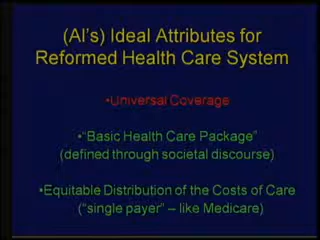 (Al's) Ideal Attributes for
Reformed Health Care System
•Universal Coverage
•"Basic Health Care Package"
(defined through societal discourse)
•Equitable Distribution of the Costs of Care
("single payer" – like Medicare)